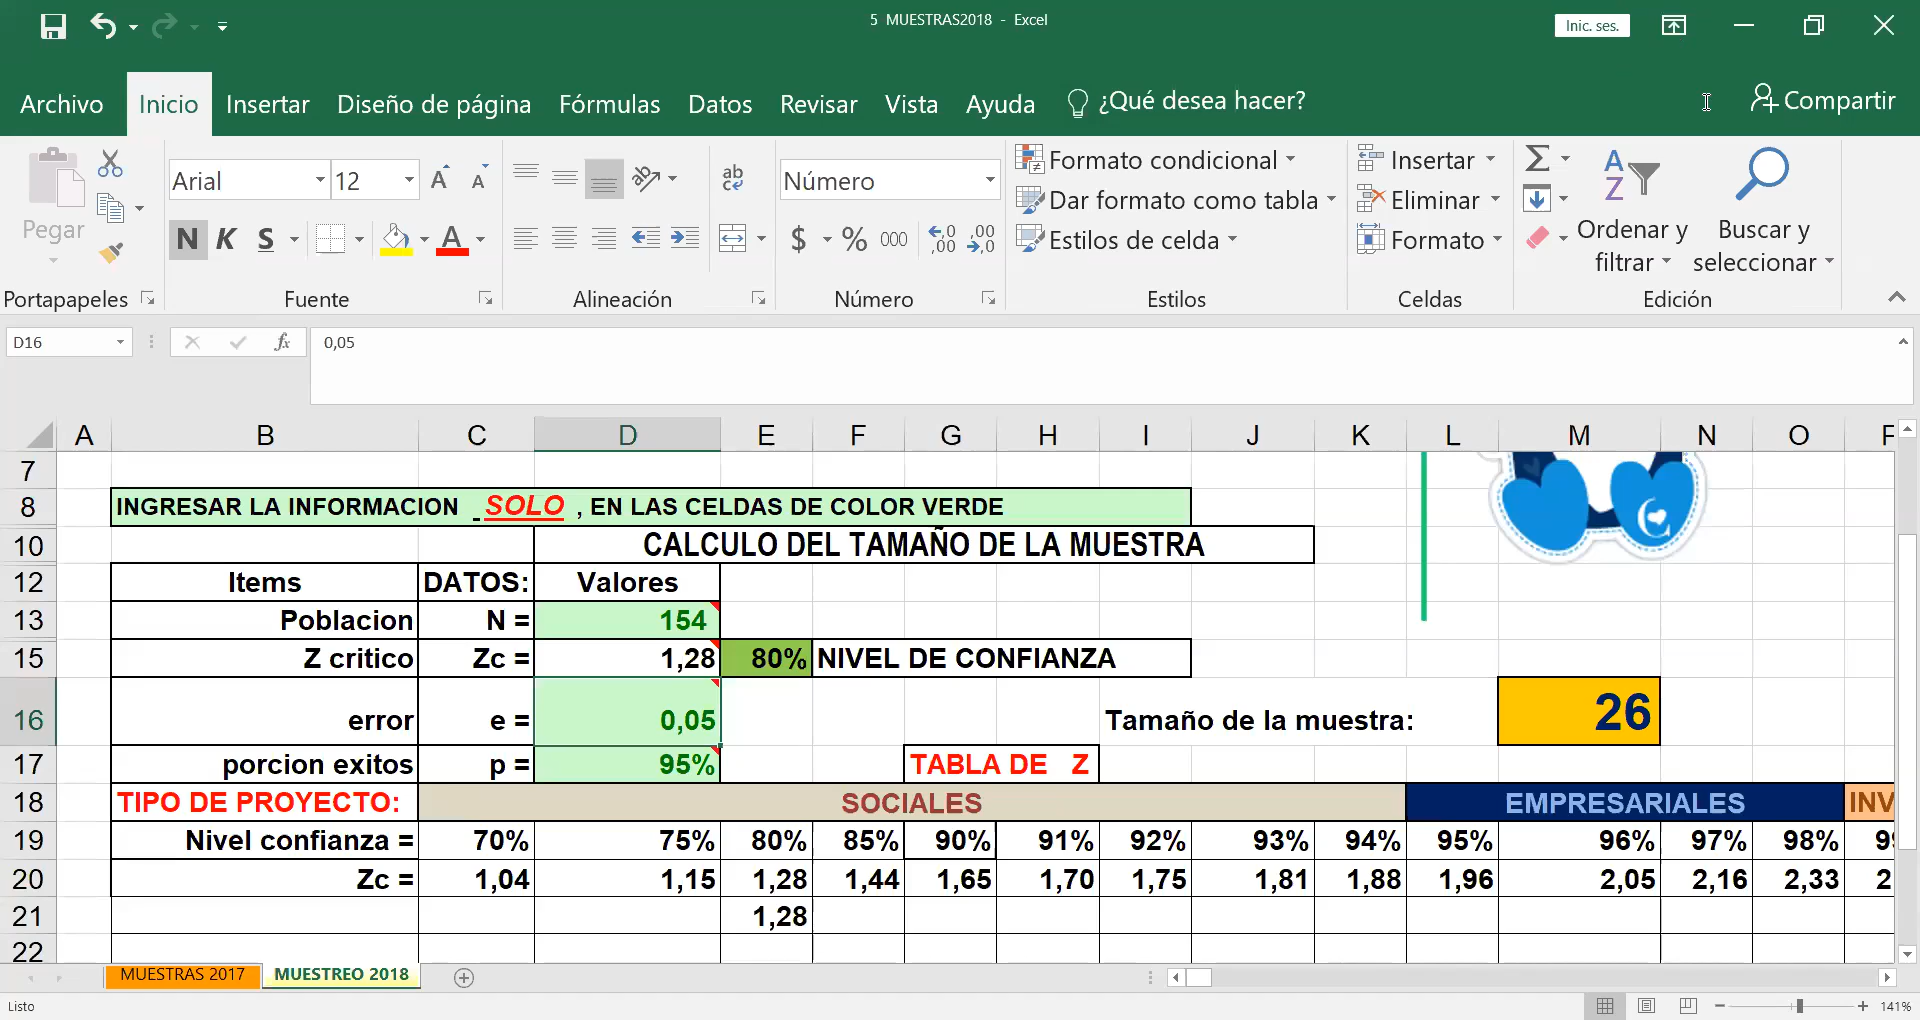 5 MUESTRAS2018 - Excel
Inic. ses.
Archivo Inicio Insertar Diseño de página Fórmulas Datos Revisar Vista Ayuda ¿Qué desea hacer? Compartir
Pegar
Arial 12
N K S
A A
A
ab
Número
$ % 000
Formato condicional
Dar formato como tabla
Estilos de celda
Insertar
Eliminar
Formato
Ordenar y filtrar
Buscar y seleccionar
Portapapeles Fuente Alineación Número Estilos Celdas Edición
D16 fx 0,05
A B C D E F G H I J K L M N O
7
8 INGRESAR LA INFORMACION _SOLO , EN LAS CELDAS DE COLOR VERDE
10 CALCULO DEL TAMAÑO DE LA MUESTRA
12 Items DATOS: Valores
13 Poblacion N = 154
15 Z critico Zc = 1,28 80% NIVEL DE CONFIANZA
16 error e = 0,05 Tamaño de la muestra: 26
17 porcion exitos p = 95% TABLA DE Z
18 TIPO DE PROYECTO: SOCIALES EMPRESARIALES INV
19 Nivel confianza = 70% 75% 80% 85% 90% 91% 92% 93% 94% 95% 96% 97% 98%
20 Zc = 1,04 1,15 1,28 1,44 1,65 1,70 1,75 1,81 1,88 1,96 2,05 2,16 2,33 2
21 1,28
22
MUESTRAS 2017 MUESTREO 2018
Listo 141%